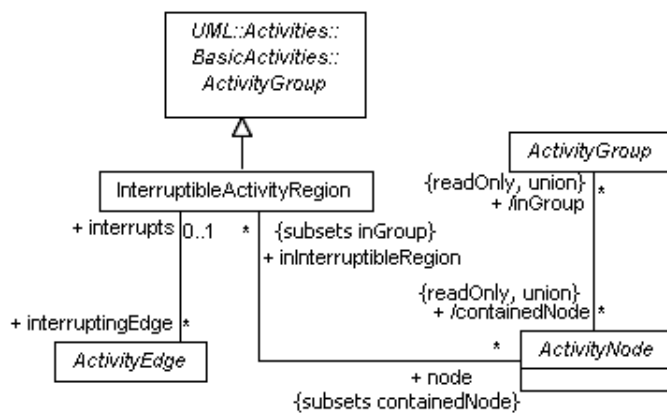 UML::Activities::
BasicActivities::
ActivityGroup
ActivityGroup
InterruptibleActivityRegion
{readOnly, union}
*
+ /inGroup
+ interrupts
0..1
*
{subsets inGroup}
+ inInterruptibleRegion
{readOnly, union}
+ /containedNode
*
+ interruptingEdge
*
ActivityEdge
*
ActivityNode
+ node
{subsets containedNode}